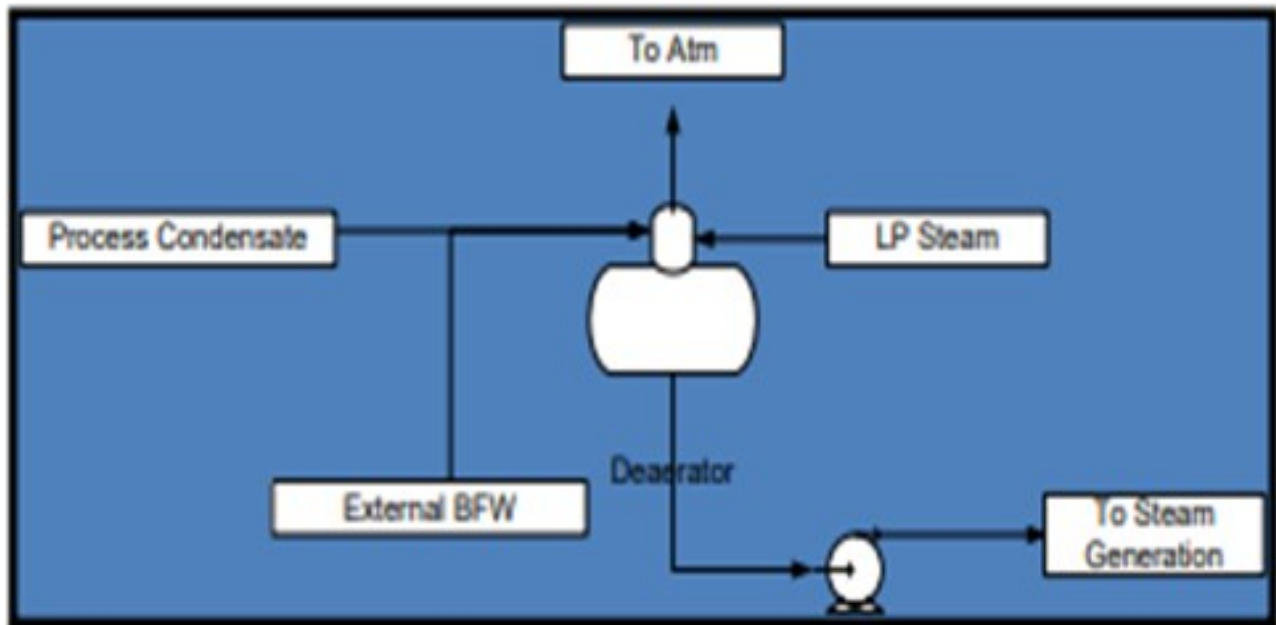 To Atm
Process Condensate
LP Steam
Deaerator
External BFW
To Steam
Generation